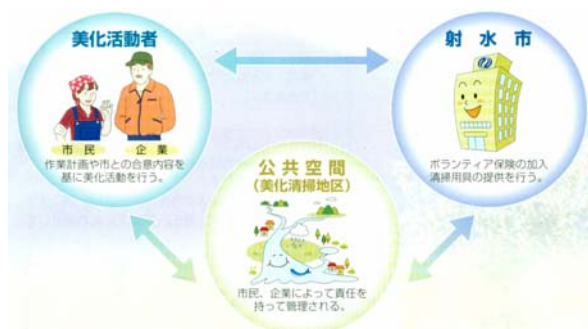 美化活動者
市民 企業
作業計画や市との合意内容を
基に美化活動を行う。
射水市
ボランティア保険の加入
清掃用具の提供を行う。
公共空間
(美化清掃地区)
市民、企業によって責任を
持って管理される。